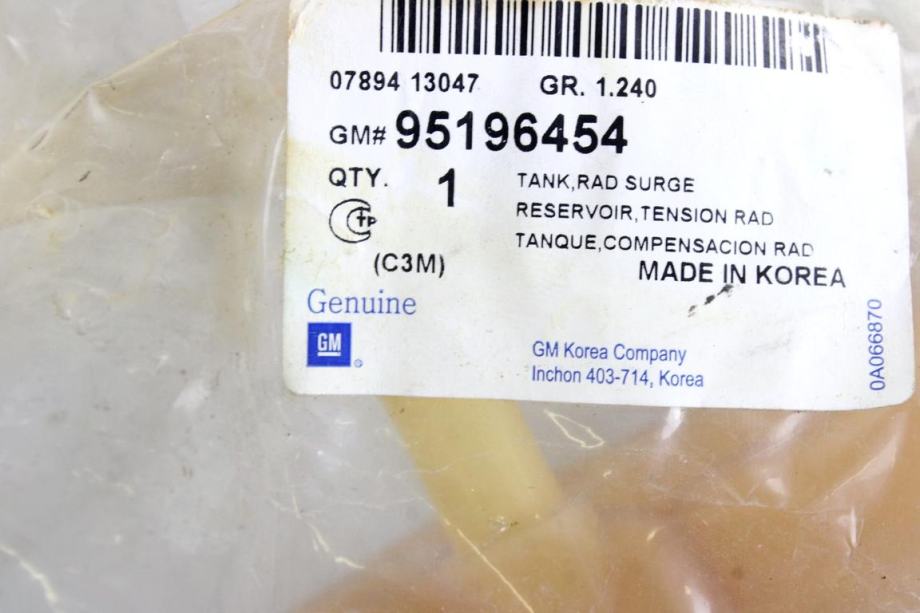 07894 13047 GR. 1.240
GM# 95196454
QTY. 1
TANK,RAD SURGE
RESERVOIR,TENSION RAD
TANQUE,COMPENSACION RAD
(C3M)
MADE IN KOREA
Genuine
GM
GM Korea Company
Inchon 403-714, Korea
0A066870